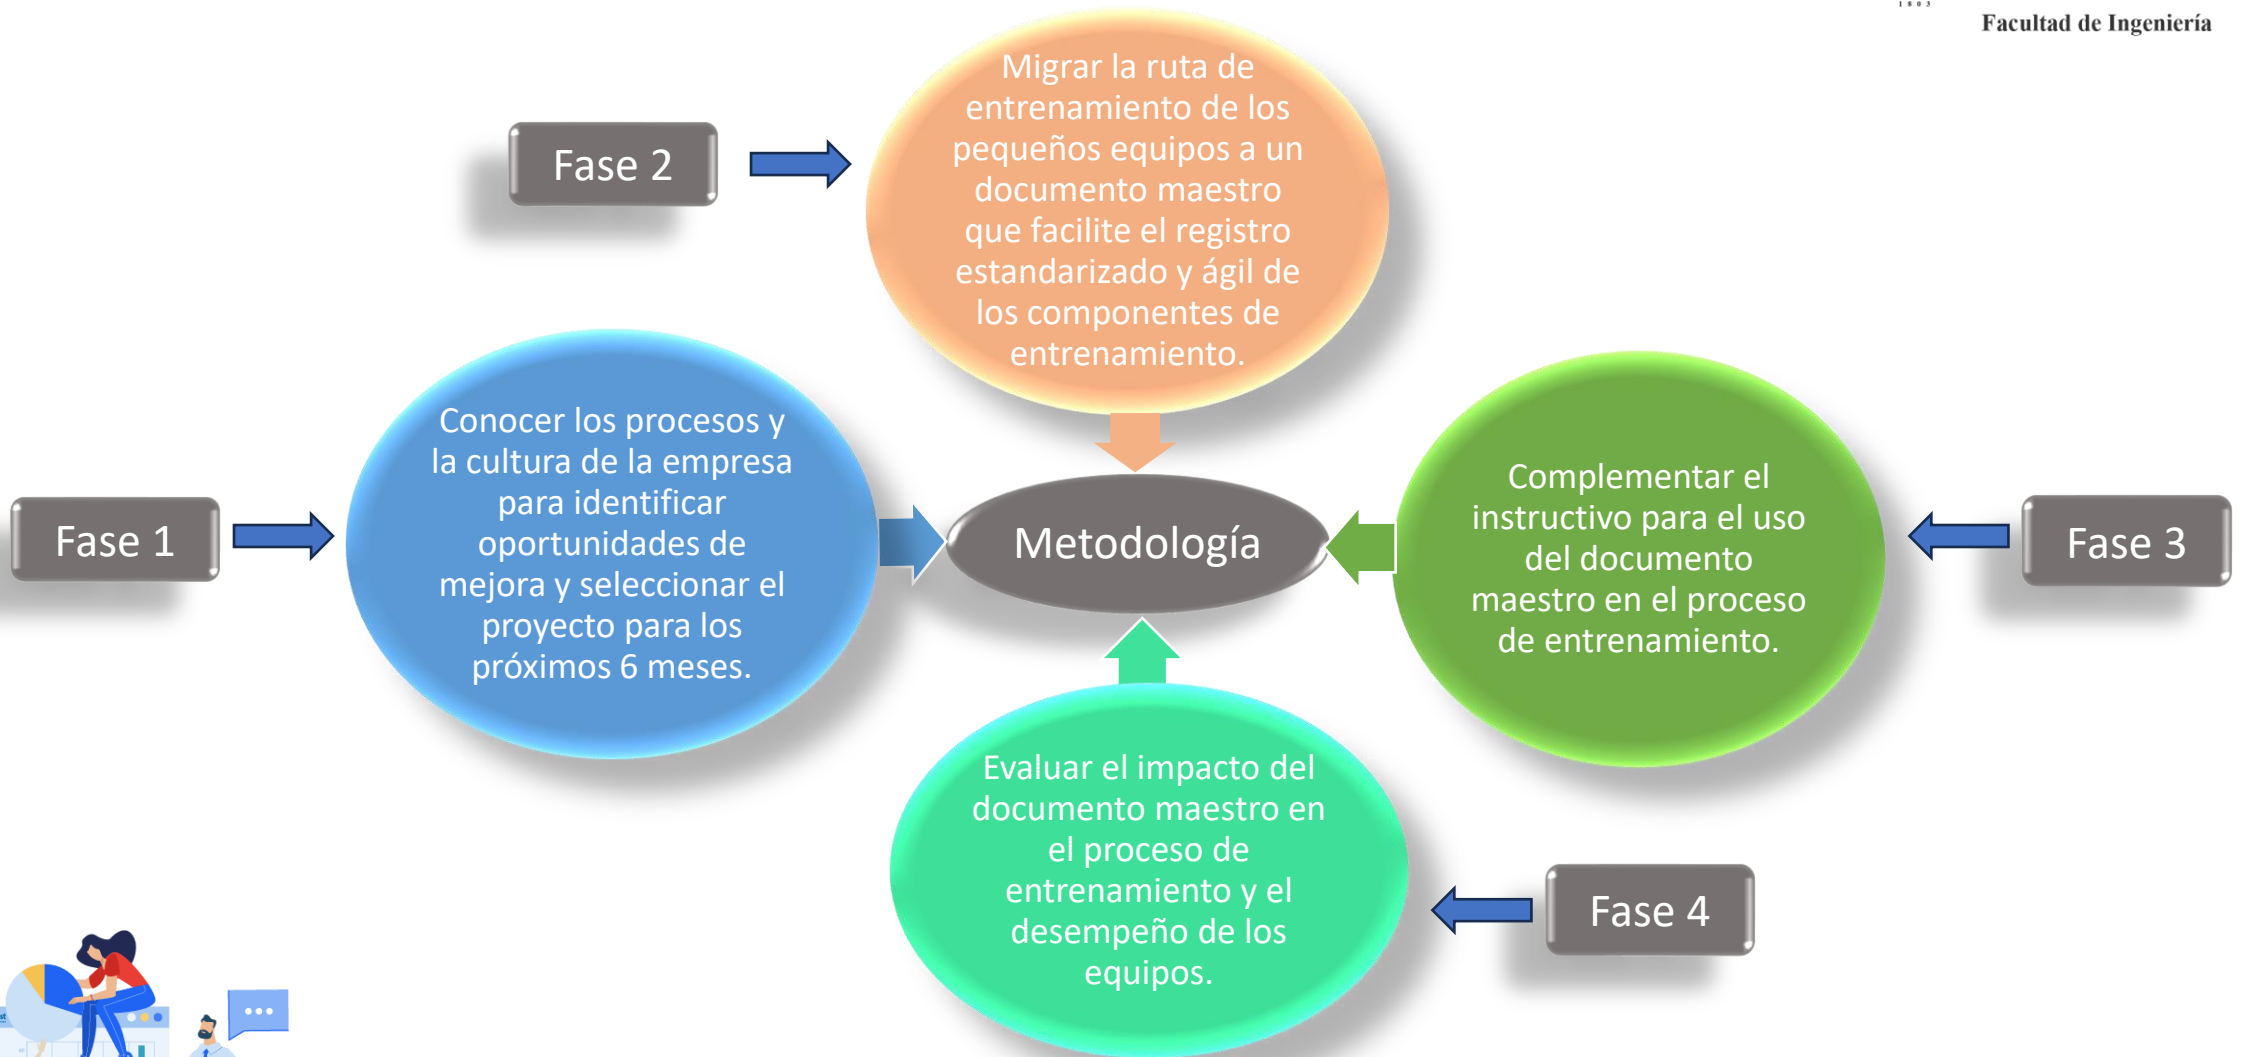 1 8 0 3
Facultad de Ingeniería
Fase 2
Migrar la ruta de
entrenamiento de los
pequeños equipos a un
documento maestro
que facilite el registro
estandarizado y ágil de
los componentes de
entrenamiento.
Fase 1
Conocer los procesos y
la cultura de la empresa
para identificar
oportunidades de
mejora y seleccionar el
proyecto para los
próximos 6 meses.
Metodología
Complementar el
instructivo para el uso
del documento
maestro en el proceso
de entrenamiento.
Fase 3
Evaluar el impacto del
documento maestro en
el proceso de
entrenamiento y el
desempeño de los
equipos.
Fase 4